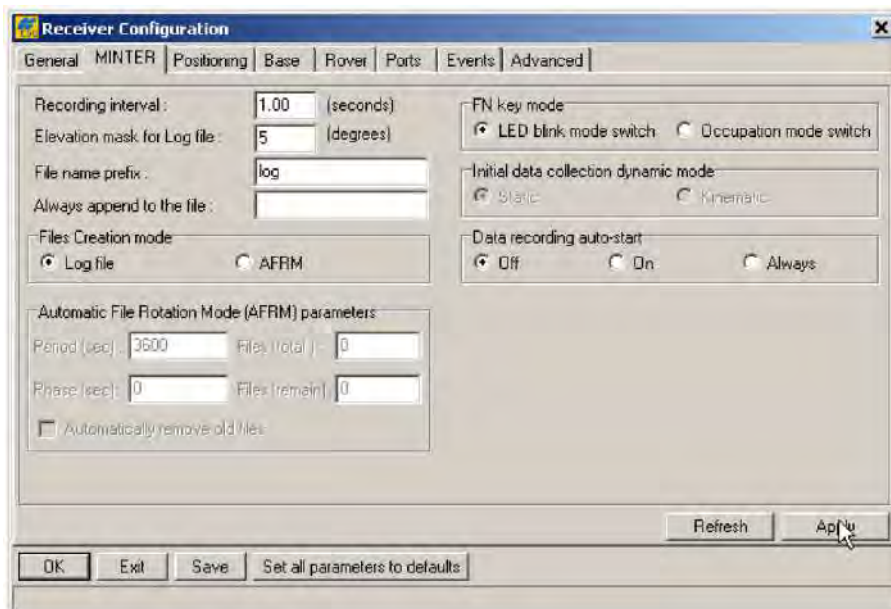 Receiver Configuration
General MINTER Positioning Base Rover Ports Events Advanced
Recording interval : 1.00 (seconds)
Elevation mask for Log file : 5 (degrees)
File name prefix : log
Always append to the file :
Files Creation mode
Log file AFRM
Automatic File Rotation Mode (AFRM) parameters
Period (sec) : 3600 Files (total) : 0
Phase (sec): 0 Files (remain) 0
Automatically remove old files
FN key mode
LED blink mode switch Occupation mode switch
Initial data collection dynamic mode
Static Kinematic
Data recording auto-start
Off On Always
Refresh Apply
OK Exit Save Set all parameters to defaults